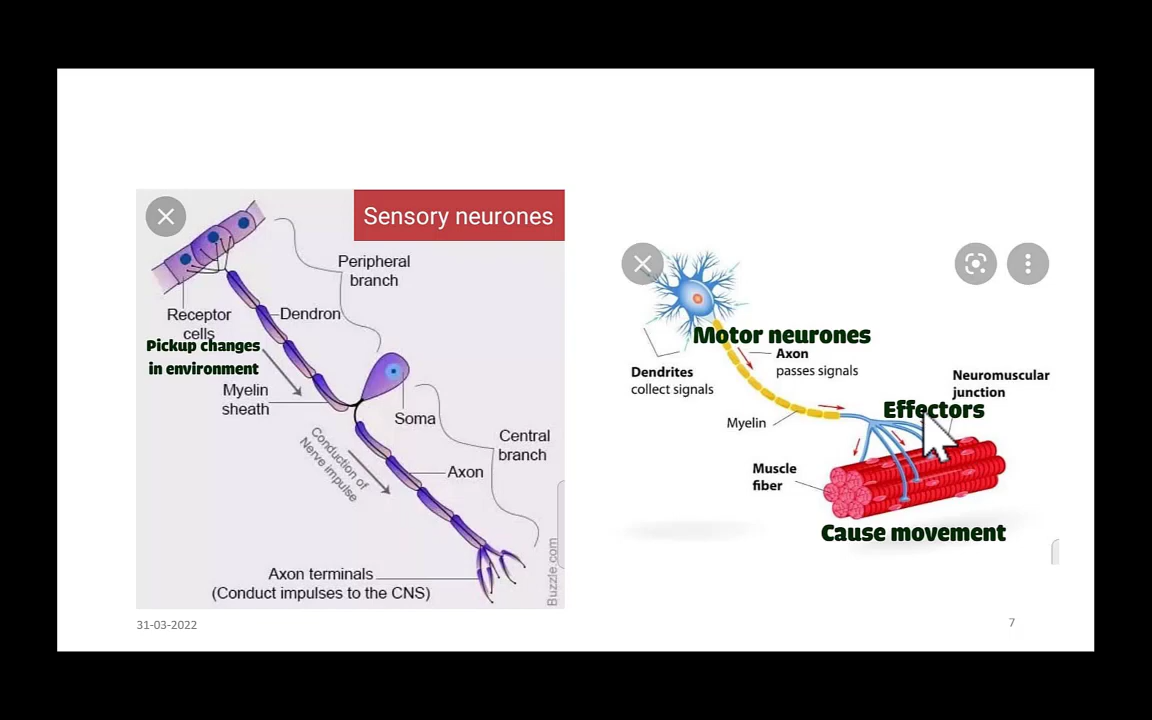 Sensory neurones
Peripheral
branch
Receptor
cells
Dendron
Pickup changes
in environment
Myelin
sheath
Soma
Central
branch
Conduction of
Nerve impulse
Axon
Axon terminals
(Conduct impulses to the CNS)
Buzzle.com
Motor neurones
Axon
passes signals
Dendrites
collect signals
Neuromuscular
junction
Effectors
Myelin
Muscle
fiber
Cause movement
31-03-2022
7